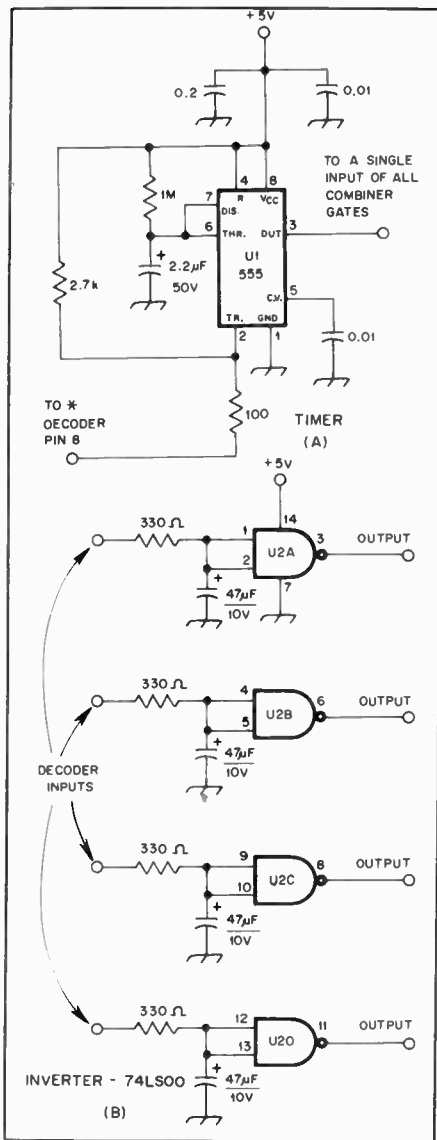 +5V
0.2
0.01
TO A SINGLE
INPUT OF ALL
COMBINER
GATES
4
8
R
VCC
7
DIS.
1M
6
THR.
OUT
3
U1
555
+
2.2µF
50V
2.7k
C.V.
5
TR.
GND
2
1
0.01
TO *
OECODER
PIN 8
100
TIMER
(A)
+5V
330 Ω
14
1
3
OUTPUT
U2A
2
+
7
47µF
10V
330 Ω
4
6
OUTPUT
U2B
5
+
47µF
10V
DECODER
INPUTS
330 Ω
9
8
OUTPUT
U2C
10
+
47µF
10V
330 Ω
12
11
OUTPUT
U2O
13
+
47µF
10V
INVERTER - 74LS00
(B)